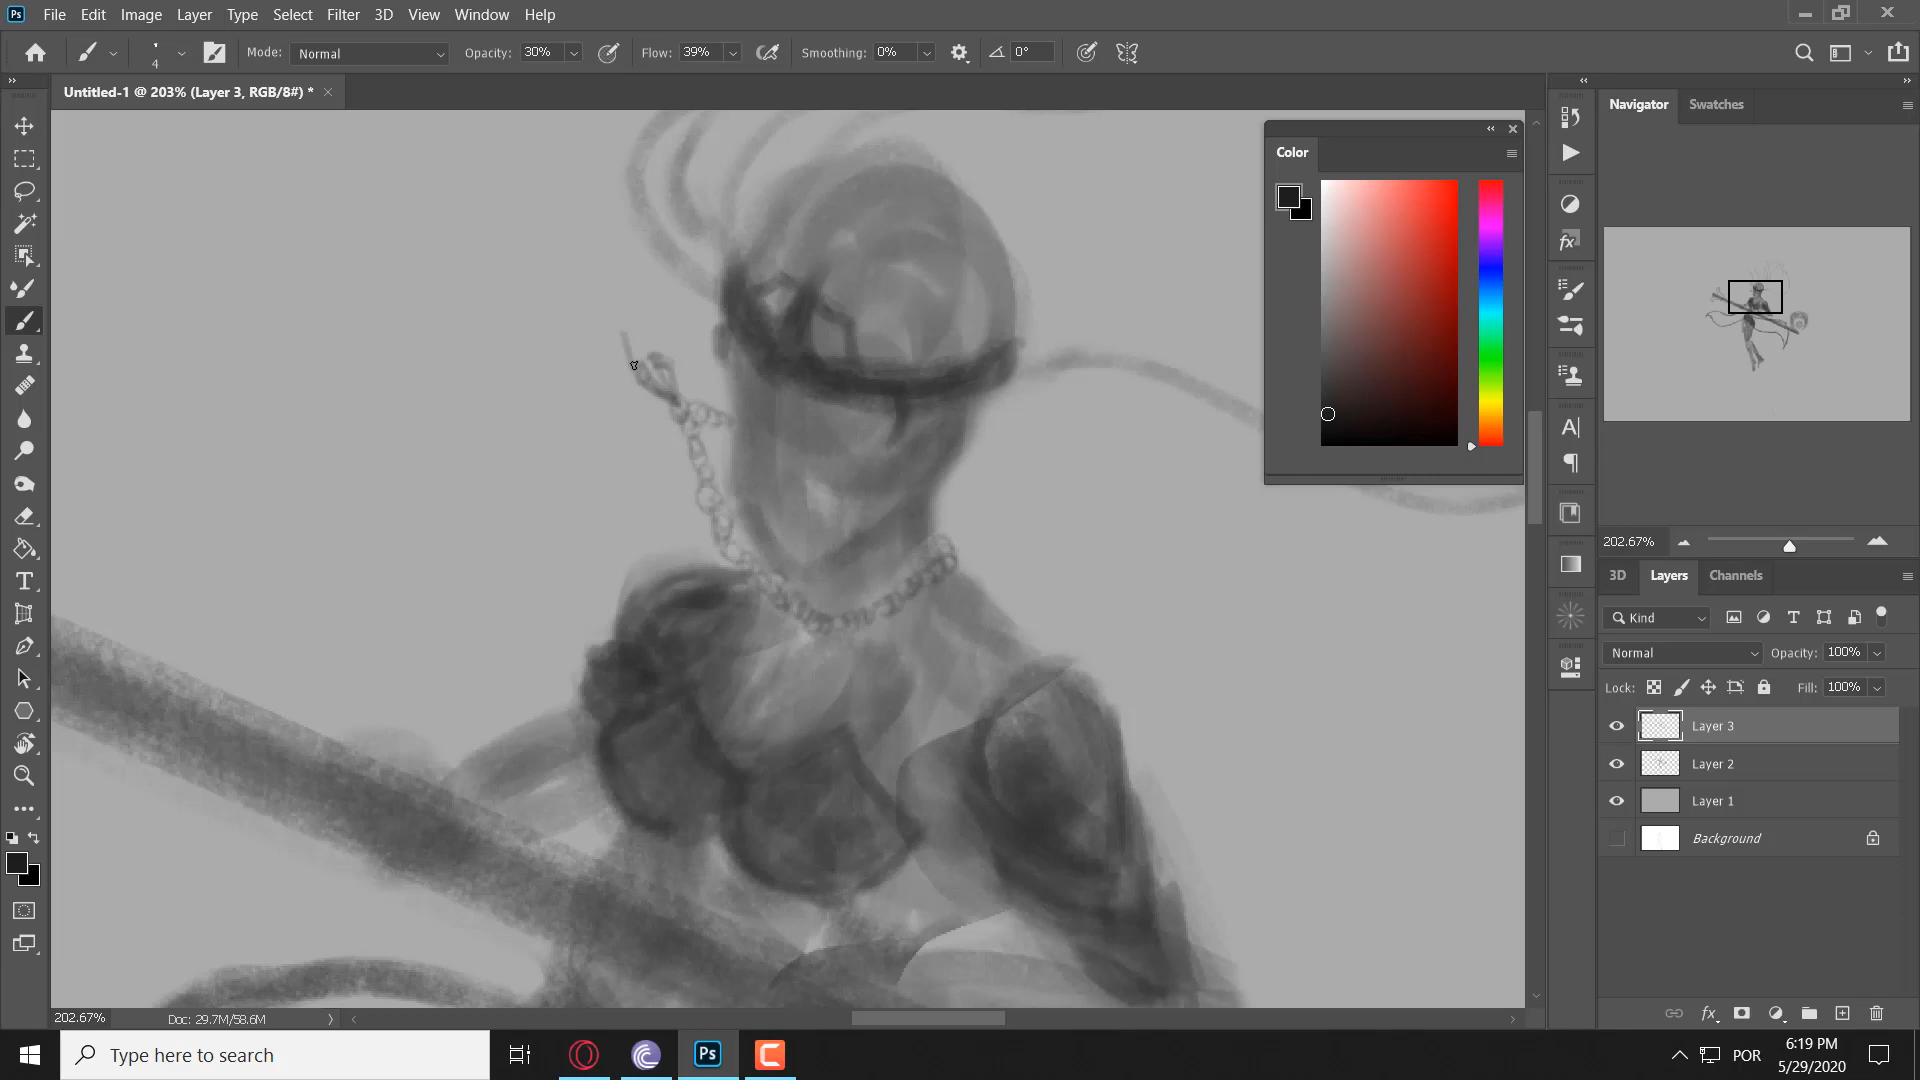 Ps File Edit Image Layer Type Select Filter 3D View Window Help
4 Mode: Normal Opacity: 30% Flow: 39% Smoothing: 0% 0°
Untitled-1 @ 203% (Layer 3, RGB/8#) *
Color
Navigator Swatches
202.67%
3D Layers Channels
Kind
Normal Opacity: 100%
Lock: Fill: 100%
Layer 3
Layer 2
Layer 1
Background
202.67% Doc: 29.7M/58.6M
Type here to search
Ps
POR
6:19 PM
5/29/2020